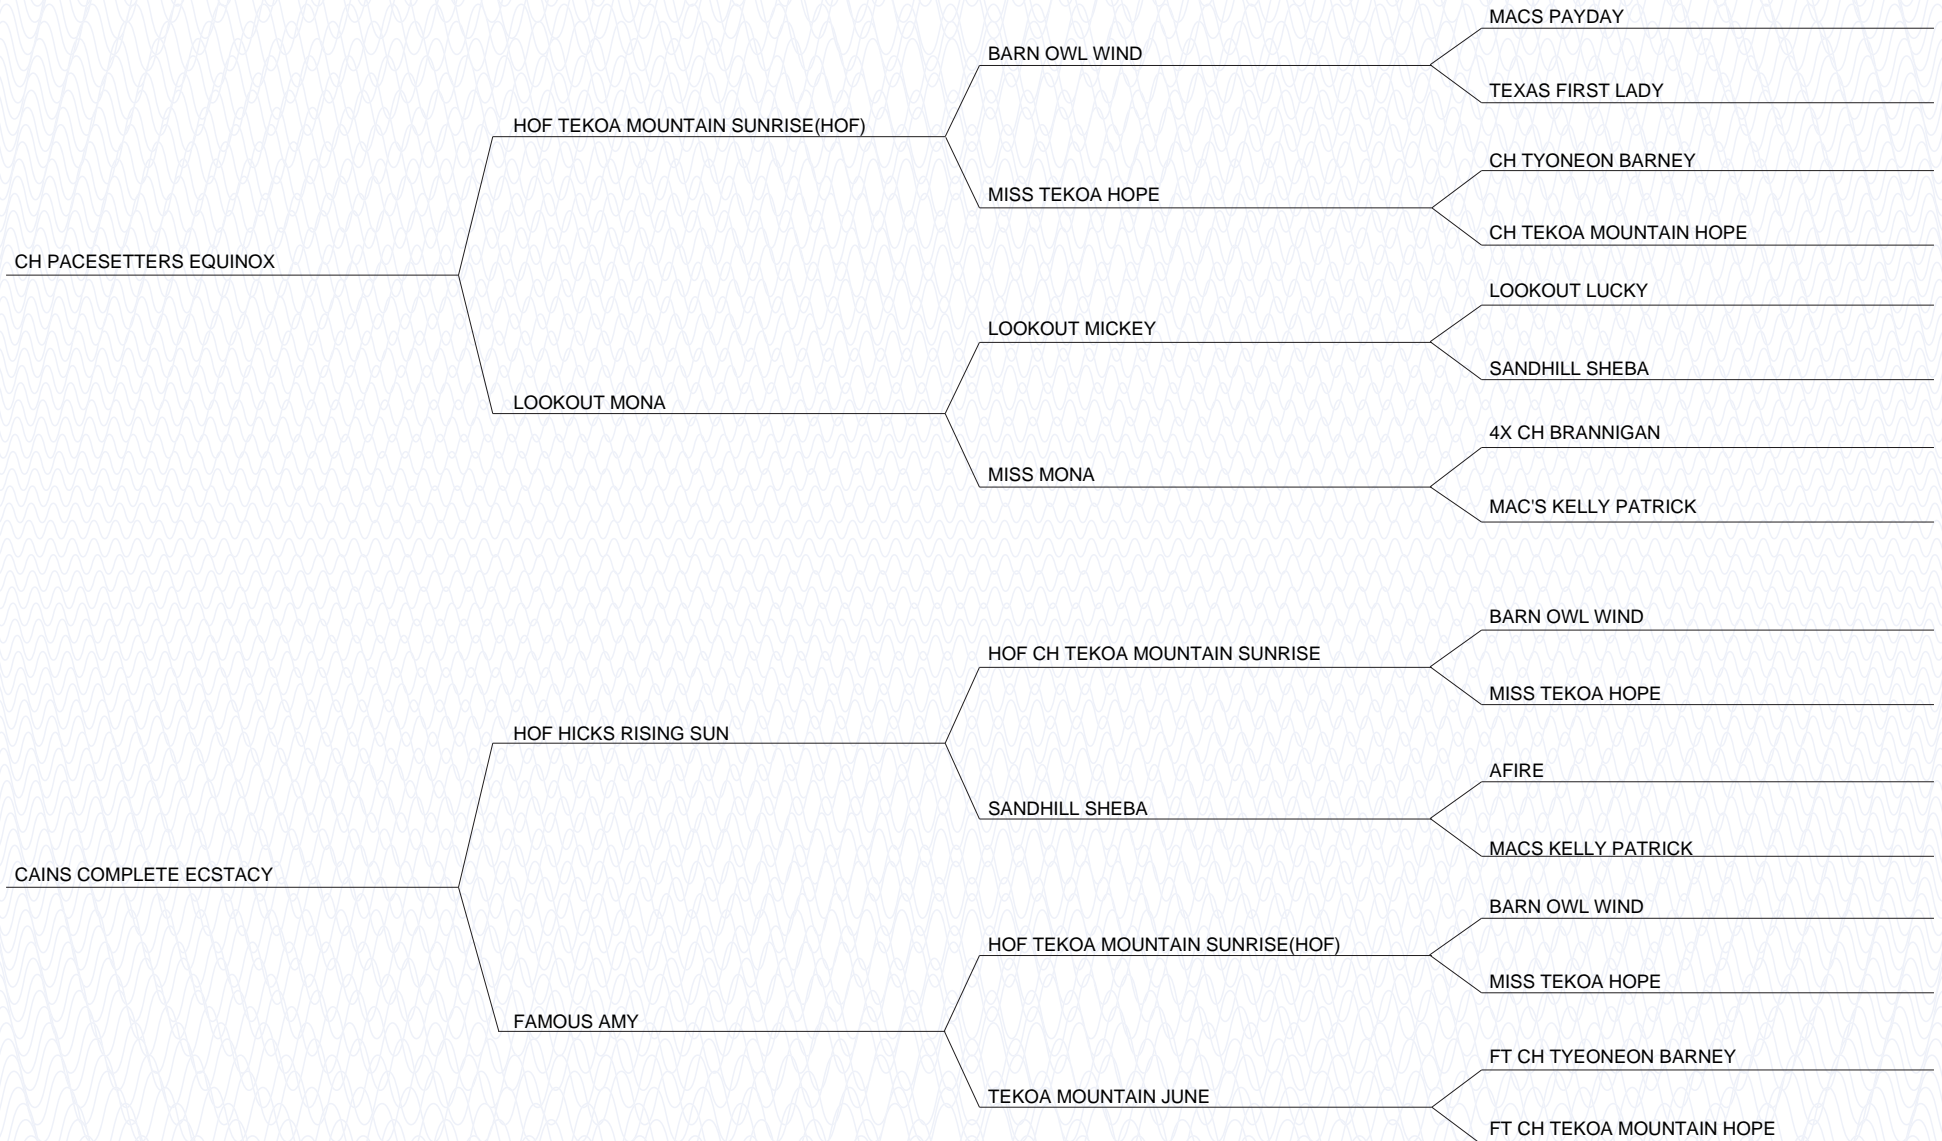 MACS PAYDAY
BARN OWL WIND
TEXAS FIRST LADY
HOF TEKOA MOUNTAIN SUNRISE(HOF)
CH TYONEON BARNEY
MISS TEKOA HOPE
CH TEKOA MOUNTAIN HOPE
CH PACESETTERS EQUINOX
LOOKOUT LUCKY
LOOKOUT MICKEY
SANDHILL SHEBA
LOOKOUT MONA
4X CH BRANNIGAN
MISS MONA
MAC'S KELLY PATRICK
BARN OWL WIND
HOF CH TEKOA MOUNTAIN SUNRISE
MISS TEKOA HOPE
HOF HICKS RISING SUN
AFIRE
SANDHILL SHEBA
MACS KELLY PATRICK
CAINS COMPLETE ECSTACY
BARN OWL WIND
HOF TEKOA MOUNTAIN SUNRISE(HOF)
MISS TEKOA HOPE
FAMOUS AMY
FT CH TYEONEON BARNEY
TEKOA MOUNTAIN JUNE
FT CH TEKOA MOUNTAIN HOPE